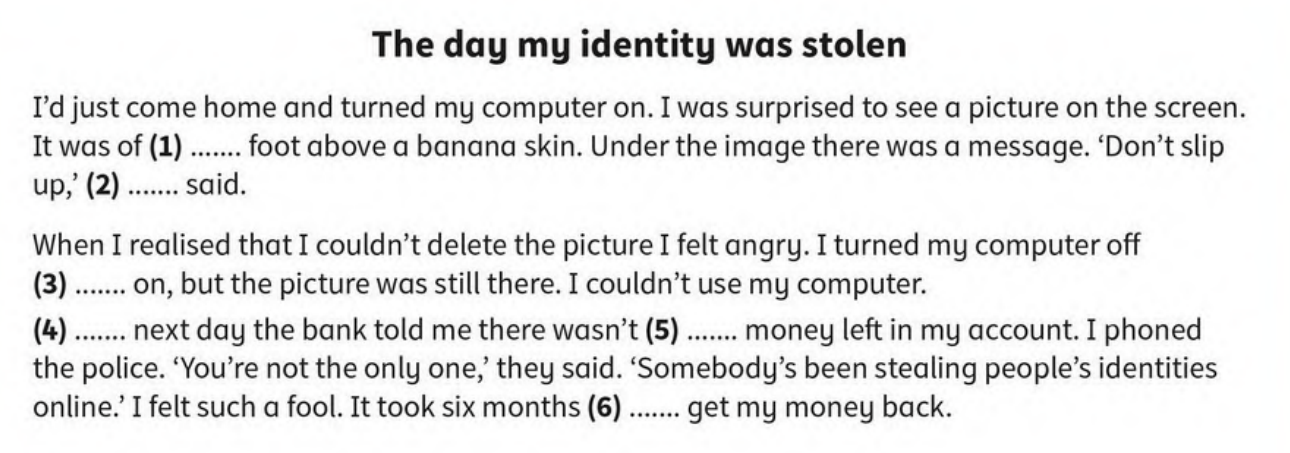 The day my identity was stolen
I’d just come home and turned my computer on. I was surprised to see a picture on the screen.
It was of (1) ....... foot above a banana skin. Under the image there was a message. ‘Don’t slip
up,’ (2) ....... said.
When I realised that I couldn’t delete the picture I felt angry. I turned my computer off
(3) ....... on, but the picture was still there. I couldn’t use my computer.
(4) ....... next day the bank told me there wasn’t (5) ....... money left in my account. I phoned
the police. ‘You’re not the only one,’ they said. ‘Somebody’s been stealing people’s identities
online.’ I felt such a fool. It took six months (6) ....... get my money back.